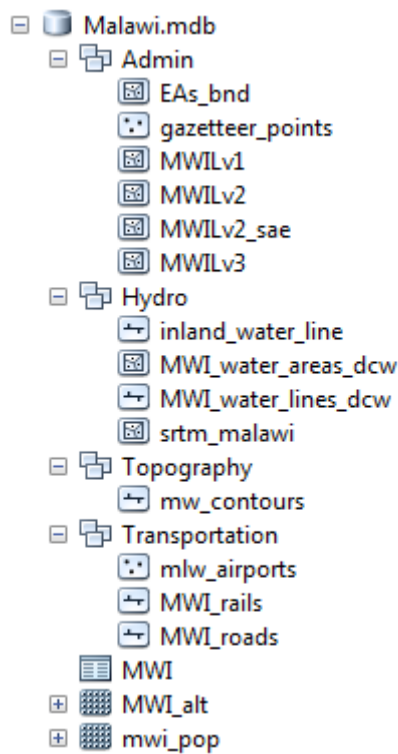 Malawi.mdb
Admin
EAs_bnd
gazetteer_points
MWILv1
MWILv2
MWILv2_sae
MWILv3
Hydro
inland_water_line
MWI_water_areas_dcw
MWI_water_lines_dcw
srtm_malawi
Topography
mw_contours
Transportation
mlw_airports
MWI_rails
MWI_roads
MWI
MWI_alt
mwi_pop